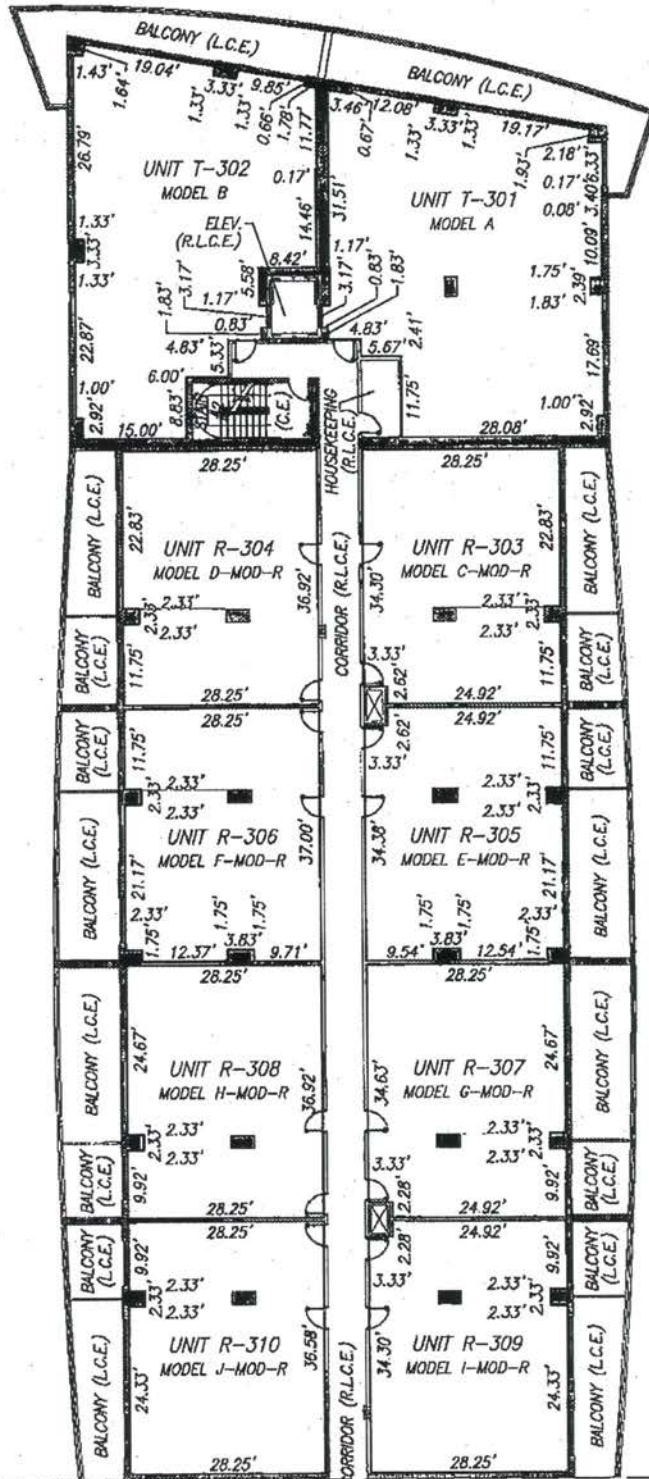 BALCONY (L.C.E.)
BALCONY (L.C.E.)
1.43'
1.64'
19.04'
1.33'
3.33'
1.33'
9.85'
0.66'
1.78'
11.77'
3.46'
0.67'
12.08'
1.33'
3.33'
1.33'
19.17'
1.93'
2.18'
6.33'
26.79'
UNIT T-302
MODEL B
0.17'
14.46'
31.51'
UNIT T-301
MODEL A
0.17'
3.40'
0.08'
10.09'
ELEV.
(R.L.C.E.)
8.42'
1.33'
3.33'
1.33'
1.83'
3.17'
1.17'
5.58'
0.83'
1.17'
3.17'
0.83'
1.83'
1.75'
1.83'
2.39'
22.87'
4.83'
5.33'
4.83'
2.41'
5.67'
17.69'
6.00'
1.00'
2.92'
15.00'
8.83'
(C.E.)
HOUSEKEEPING
(R.L.C.E.)
11.75'
28.08'
1.00'
2.92'
28.25'
28.25'
BALCONY (L.C.E.)
22.83'
UNIT R-304
MODEL D-MOD-R
36.92'
CORRIDOR (R.L.C.E.)
34.30'
UNIT R-303
MODEL C-MOD-R
22.83'
BALCONY (L.C.E.)
2.33'
2.33'
2.33'
2.33'
2.33'
2.33'
BALCONY
(L.C.E.)
11.75'
3.33'
2.62'
11.75'
BALCONY
(L.C.E.)
28.25'
24.92'
28.25'
24.92'
BALCONY
(L.C.E.)
11.75'
2.62'
3.33'
11.75'
BALCONY
(L.C.E.)
2.33'
2.33'
2.33'
2.33'
2.33'
2.33'
BALCONY (L.C.E.)
21.17'
UNIT R-306
MODEL F-MOD-R
37.00'
34.38'
UNIT R-305
MODEL E-MOD-R
21.17'
BALCONY (L.C.E.)
2.33'
1.75'
1.75'
1.75'
1.75'
1.75'
2.33'
1.75'
12.37'
3.83'
9.71'
9.54'
3.83'
12.54'
28.25'
28.25'
BALCONY (L.C.E.)
24.67'
UNIT R-308
MODEL H-MOD-R
36.92'
34.63'
UNIT R-307
MODEL G-MOD-R
24.67'
BALCONY (L.C.E.)
2.33'
2.33'
2.33'
2.33'
2.33'
2.33'
BALCONY
(L.C.E.)
9.92'
3.33'
2.28'
9.92'
BALCONY
(L.C.E.)
28.25'
24.92'
28.25'
24.92'
BALCONY
(L.C.E.)
9.92'
2.28'
3.33'
9.92'
BALCONY
(L.C.E.)
2.33'
2.33'
2.33'
2.33'
2.33'
2.33'
BALCONY (L.C.E.)
24.33'
UNIT R-310
MODEL J-MOD-R
36.58'
CORRIDOR (R.L.C.E.)
34.30'
UNIT R-309
MODEL I-MOD-R
24.33'
BALCONY (L.C.E.)
28.25'
28.25'